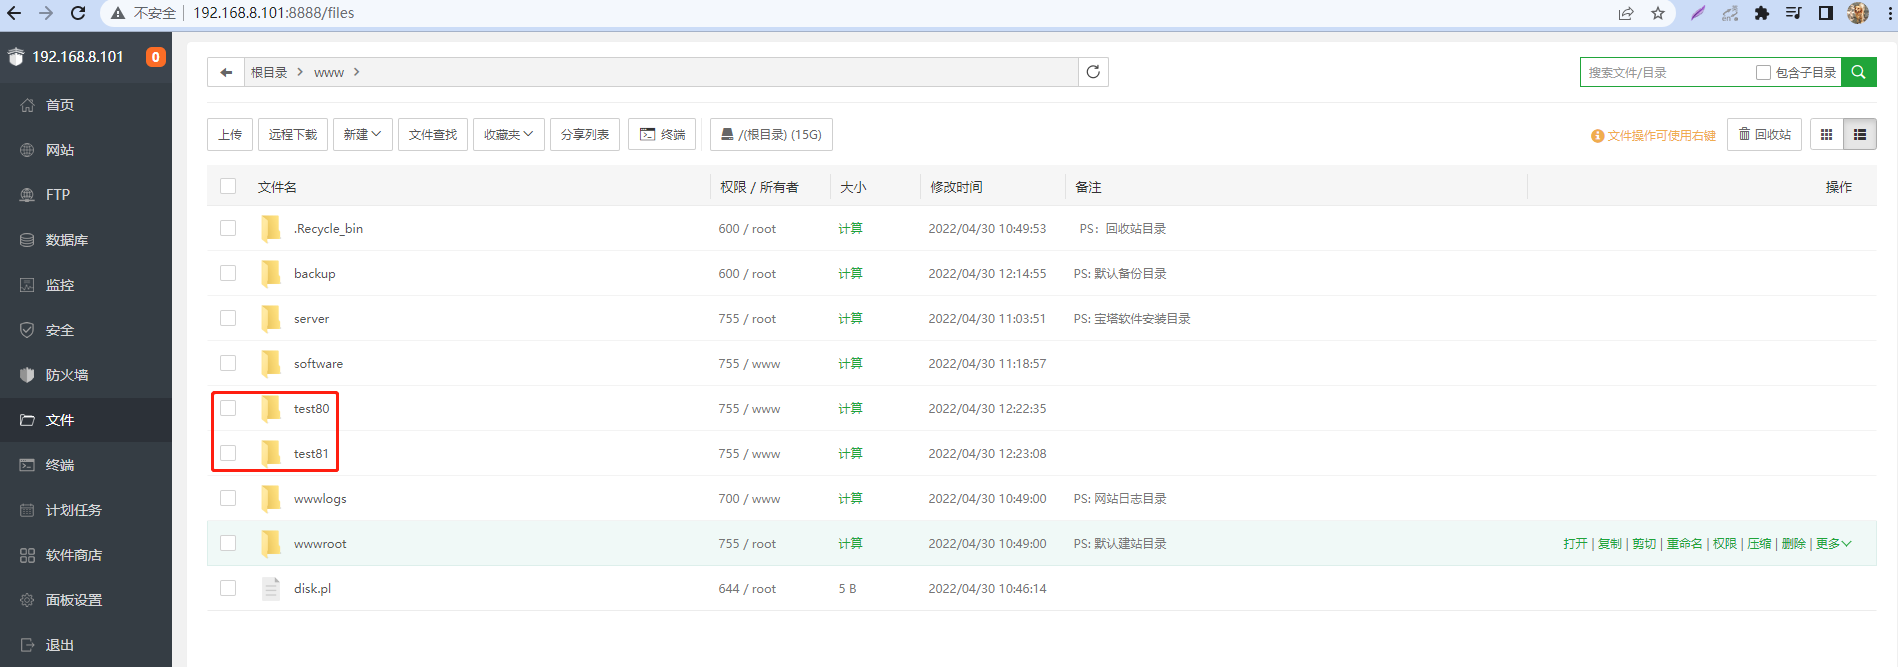 不安全 192.168.8.101:8888/files
192.168.8.101 0
首页
网站
FTP
数据库
监控
安全
防火墙
文件
终端
计划任务
软件商店
面板设置
退出
根目录 www
搜索文件/目录 包含子目录
上传 远程下载 新建 文件查找 收藏夹 分享列表 终端 /(根目录) (15G)
文件操作可使用右键 回收站
文件名 权限 / 所有者 大小 修改时间 备注 操作
.Recycle_bin 600 / root 计算 2022/04/30 10:49:53 PS：回收站目录
backup 600 / root 计算 2022/04/30 12:14:55 PS: 默认备份目录
server 755 / root 计算 2022/04/30 11:03:51 PS: 宝塔软件安装目录
software 755 / www 计算 2022/04/30 11:18:57
test80 755 / www 计算 2022/04/30 12:22:35
test81 755 / www 计算 2022/04/30 12:23:08
wwwlogs 700 / www 计算 2022/04/30 10:49:00 PS: 网站日志目录
wwwroot 755 / root 计算 2022/04/30 10:49:00 PS: 默认建站目录 打开 | 复制 | 剪切 | 重命名 | 权限 | 压缩 | 删除 | 更多
disk.pl 644 / root 5 B 2022/04/30 10:46:14